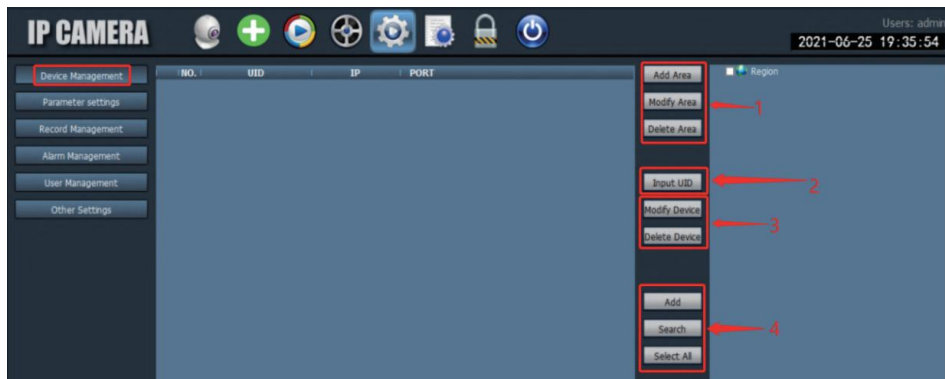 IP CAMERA
Users: admin
2021-06-25 19:35:54
Device Management
Parameter settings
Record Management
Alarm Management
User Management
Other Settings
NO. UID IP PORT
Add Area
Modify Area
Delete Area
1
Input UID
2
Modify Device
Delete Device
3
Add
Search
Select All
4
Region